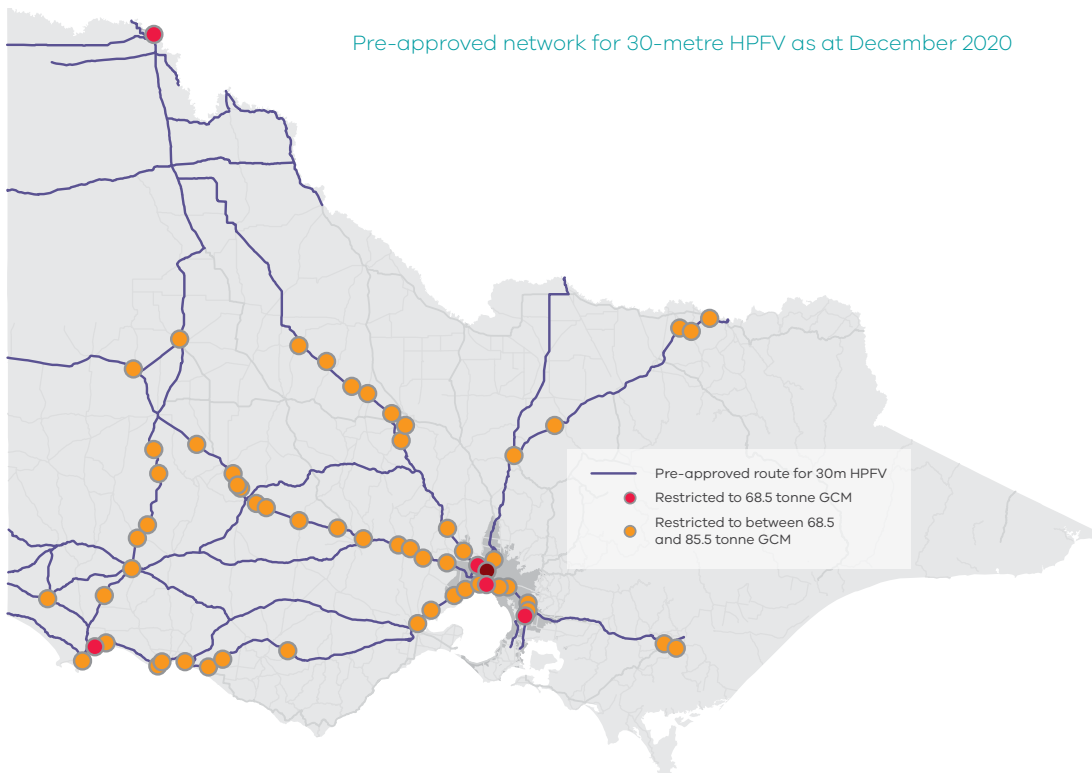 Pre-approved network for 30-metre HPFV as at December 2020
Pre-approved route for 30m HPFV
Restricted to 68.5 tonne GCM
Restricted to between 68.5
and 85.5 tonne GCM